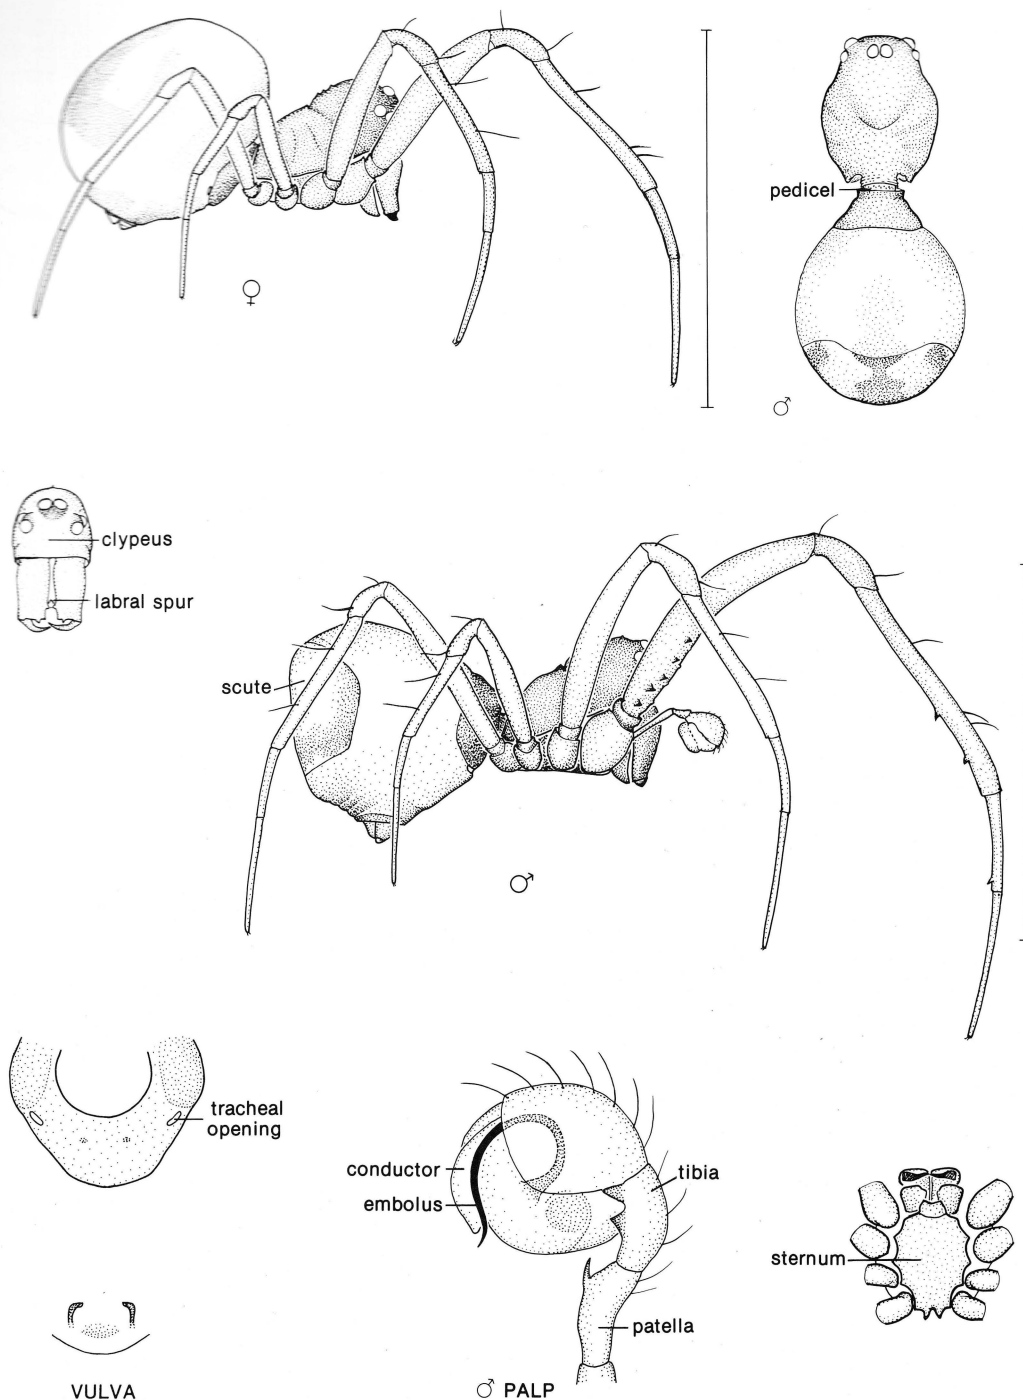 pedicel
♀
♂
clypeus
labral spur
scute
♂
tracheal
opening
conductor
embolus
tibia
sternum
patella
VULVA
♂ PALP